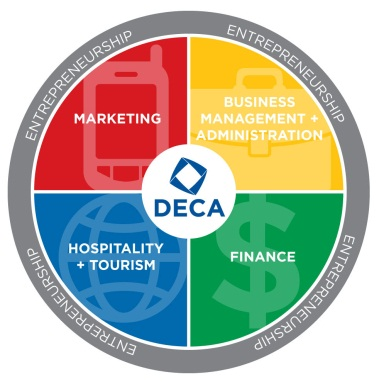 ENTREPRENEURSHIP
ENTREPRENEURSHIP
MARKETING
BUSINESS
MANAGEMENT +
ADMINISTRATION
DECA
HOSPITALITY
+ TOURISM
FINANCE
ENTREPRENEURSHIP
ENTREPRENEURSHIP